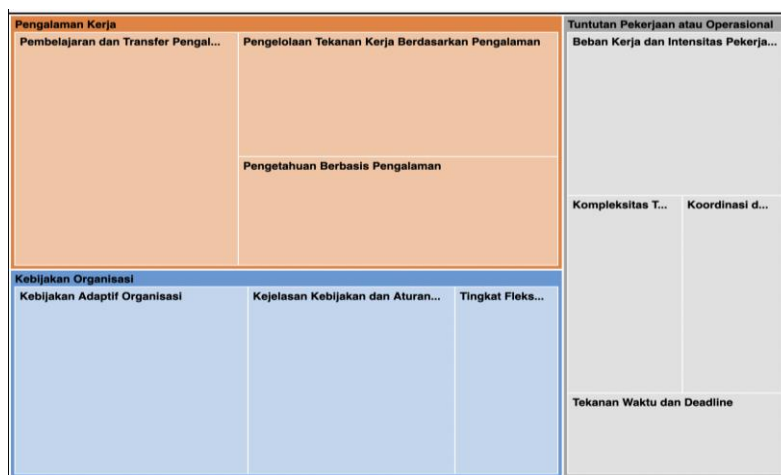 Pengalaman Kerja
Pembelajaran dan Transfer Pengal...
Pengelolaan Tekanan Kerja Berdasarkan Pengalaman
Pengetahuan Berbasis Pengalaman
Kebijakan Organisasi
Kebijakan Adaptif Organisasi
Kejelasan Kebijakan dan Aturan...
Tingkat Fleks...
Tuntutan Pekerjaan atau Operasional
Beban Kerja dan Intensitas Pekerja...
Kompleksitas T...
Koordinasi d...
Tekanan Waktu dan Deadline